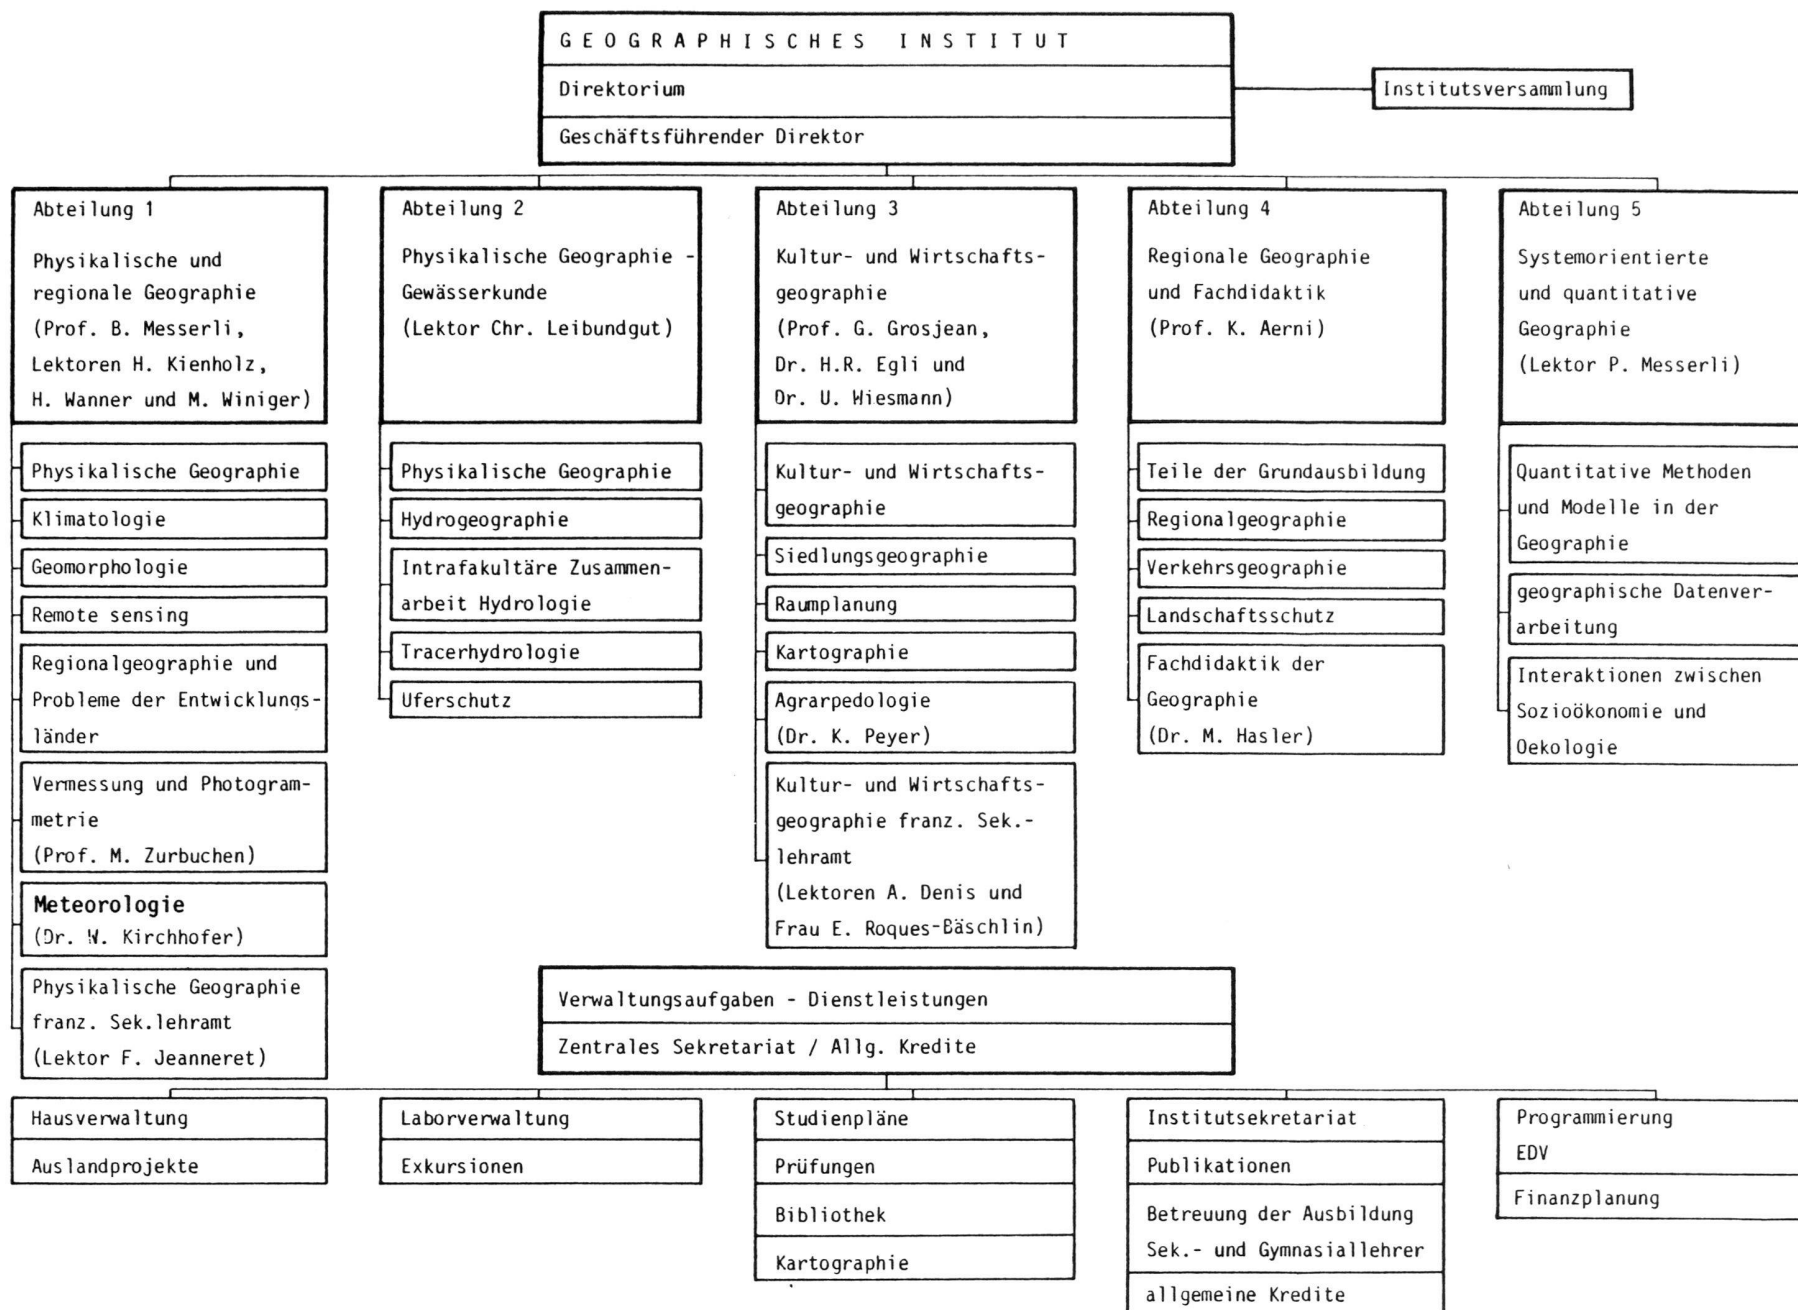 GEOGRAPHISCHES INSTITUT
Direktorium
Geschäftsführender Direktor
Institutsversammlung
Abteilung 1
Physikalische und
regionale Geographie
(Prof. B. Messerli,
Lektoren H. Kienholz,
H. Wanner und M. Winiger)
Physikalische Geographie
Klimatologie
Geomorphologie
Remote sensing
Regionalgeographie und
Probleme der Entwicklungs-
länder
Vermessung und Photogram-
metrie
(Prof. M. Zurbuchen)
Meteorologie
(Dr. W. Kirchhofer)
Physikalische Geographie
franz. Sek.lehramt
(Lektor F. Jeanneret)
Abteilung 2
Physikalische Geographie -
Gewässerkunde
(Lektor Chr. Leibundgut)
Physikalische Geographie
Hydrogeographie
Intrafakultäre Zusammen-
arbeit Hydrologie
Tracerhydrologie
Uferschutz
Abteilung 3
Kultur- und Wirtschafts-
geographie
(Prof. G. Grosjean,
Dr. H.R. Egli und
Dr. U. Wiesmann)
Kultur- und Wirtschafts-
geographie
Siedlungsgeographie
Raumplanung
Kartographie
Agrarpedologie
(Dr. K. Peyer)
Kultur- und Wirtschafts-
geographie franz. Sek.-
lehramt
(Lektoren A. Denis und
Frau E. Roques-Bäschlin)
Abteilung 4
Regionale Geographie
und Fachdidaktik
(Prof. K. Aerni)
Teile der Grundausbildung
Regionalgeographie
Verkehrsgeographie
Landschaftsschutz
Fachdidaktik der
Geographie
(Dr. M. Hasler)
Abteilung 5
Systemorientierte
und quantitative
Geographie
(Lektor P. Messerli)
Quantitative Methoden
und Modelle in der
Geographie
geographische Datenver-
arbeitung
Interaktionen zwischen
Sozioökonomie und
Oekologie
Verwaltungsaufgaben - Dienstleistungen
Zentrales Sekretariat / Allg. Kredite
Hausverwaltung
Auslandprojekte
Laborverwaltung
Exkursionen
Studienpläne
Prüfungen
Bibliothek
Kartographie
Institutsekretariat
Publikationen
Betreuung der Ausbildung
Sek.- und Gymnasiallehrer
allgemeine Kredite
Programmierung
EDV
Finanzplanung